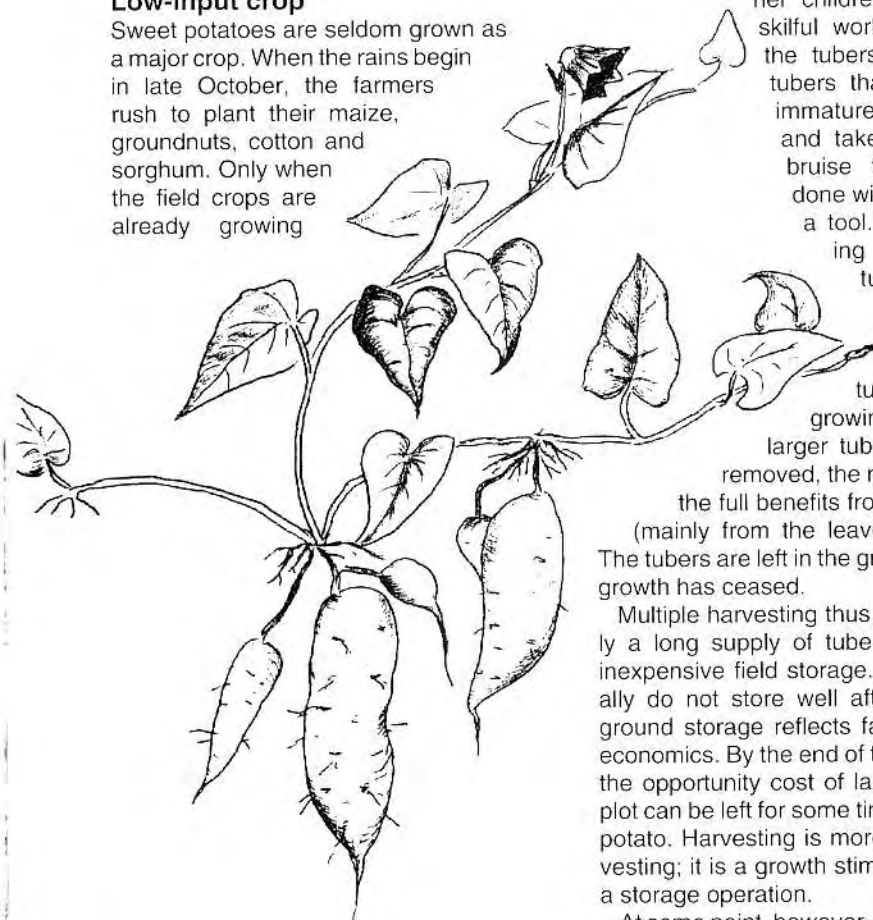 Low-input crop
Sweet potatoes are seldom grown as
a major crop. When the rains begin
in late October, the farmers
rush to plant their maize,
groundnuts, cotton and
sorghum. Only when
the field crops are
already growing
her children
skilful work
the tubers
tubers tha
immature
and take
bruise
done wi
a tool.
ing
tu
tu
growin
larger tub
removed, the r
the full benefits fro
(mainly from the leave
The tubers are left in the gr
growth has ceased.
Multiple harvesting thus
ly a long supply of tube
inexpensive field storage.
ally do not store well aft
ground storage reflects fa
economics. By the end of t
the opportunity cost of la
plot can be left for some tin
potato. Harvesting is more
vesting; it is a growth stim
a storage operation.
At some point, however